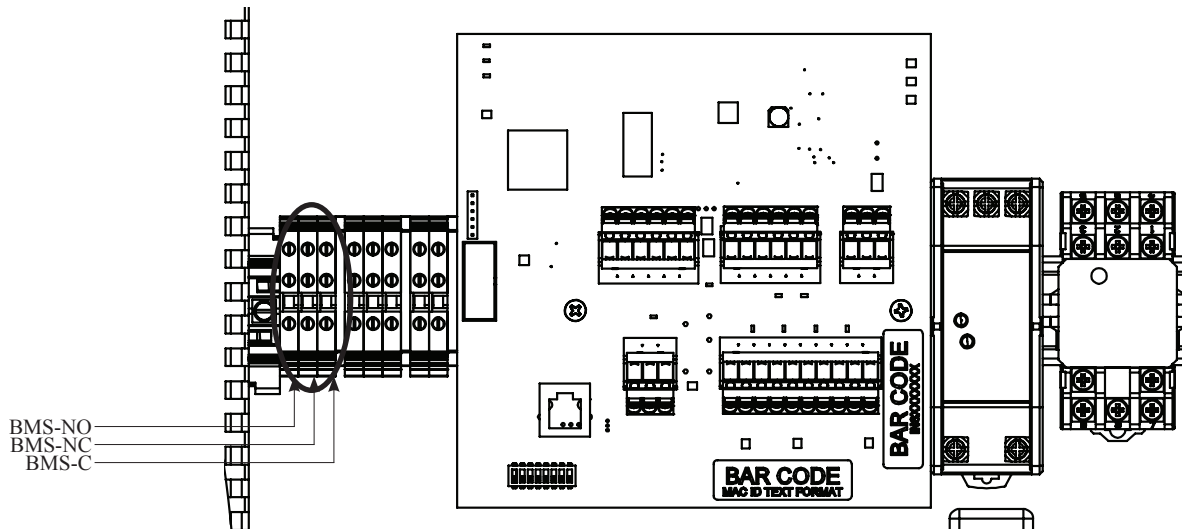 BMS-NO
BMS-NC
BMS-C
BAR CODE
BAR CODE
MAC ID TEXT FORMAT